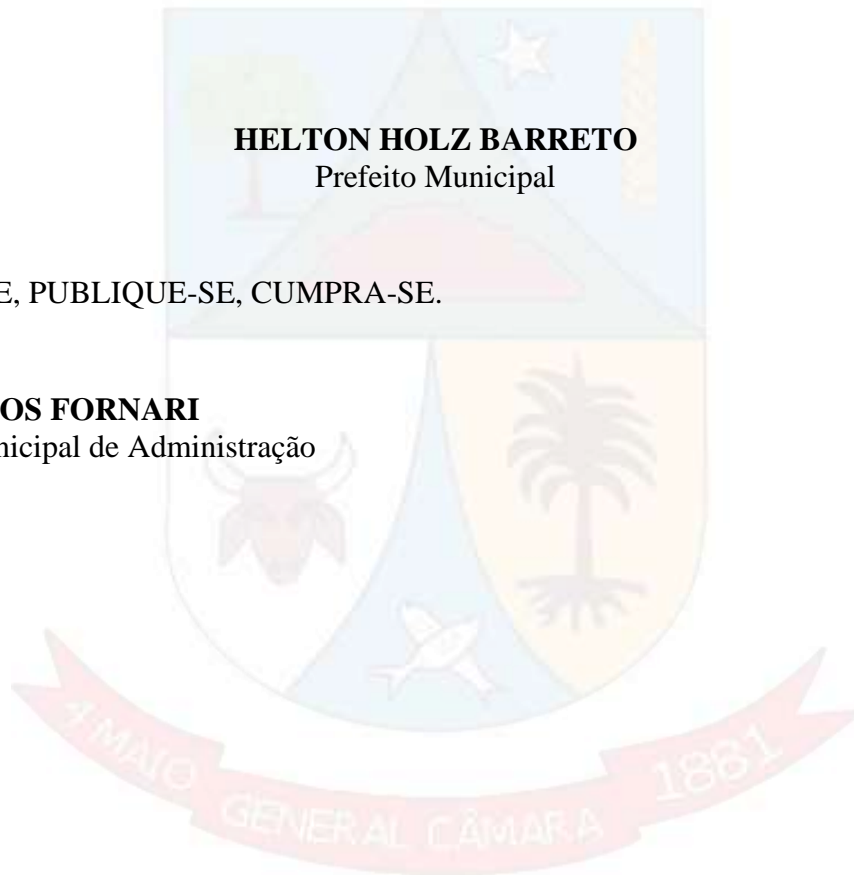 HELTON HOLZ BARRETO
Prefeito Municipal
E, PUBLIQUE-SE, CUMPRA-SE.
OS FORNARI
nicipal de Administração
4 MAIO
GENERAL CÂMARA
1881